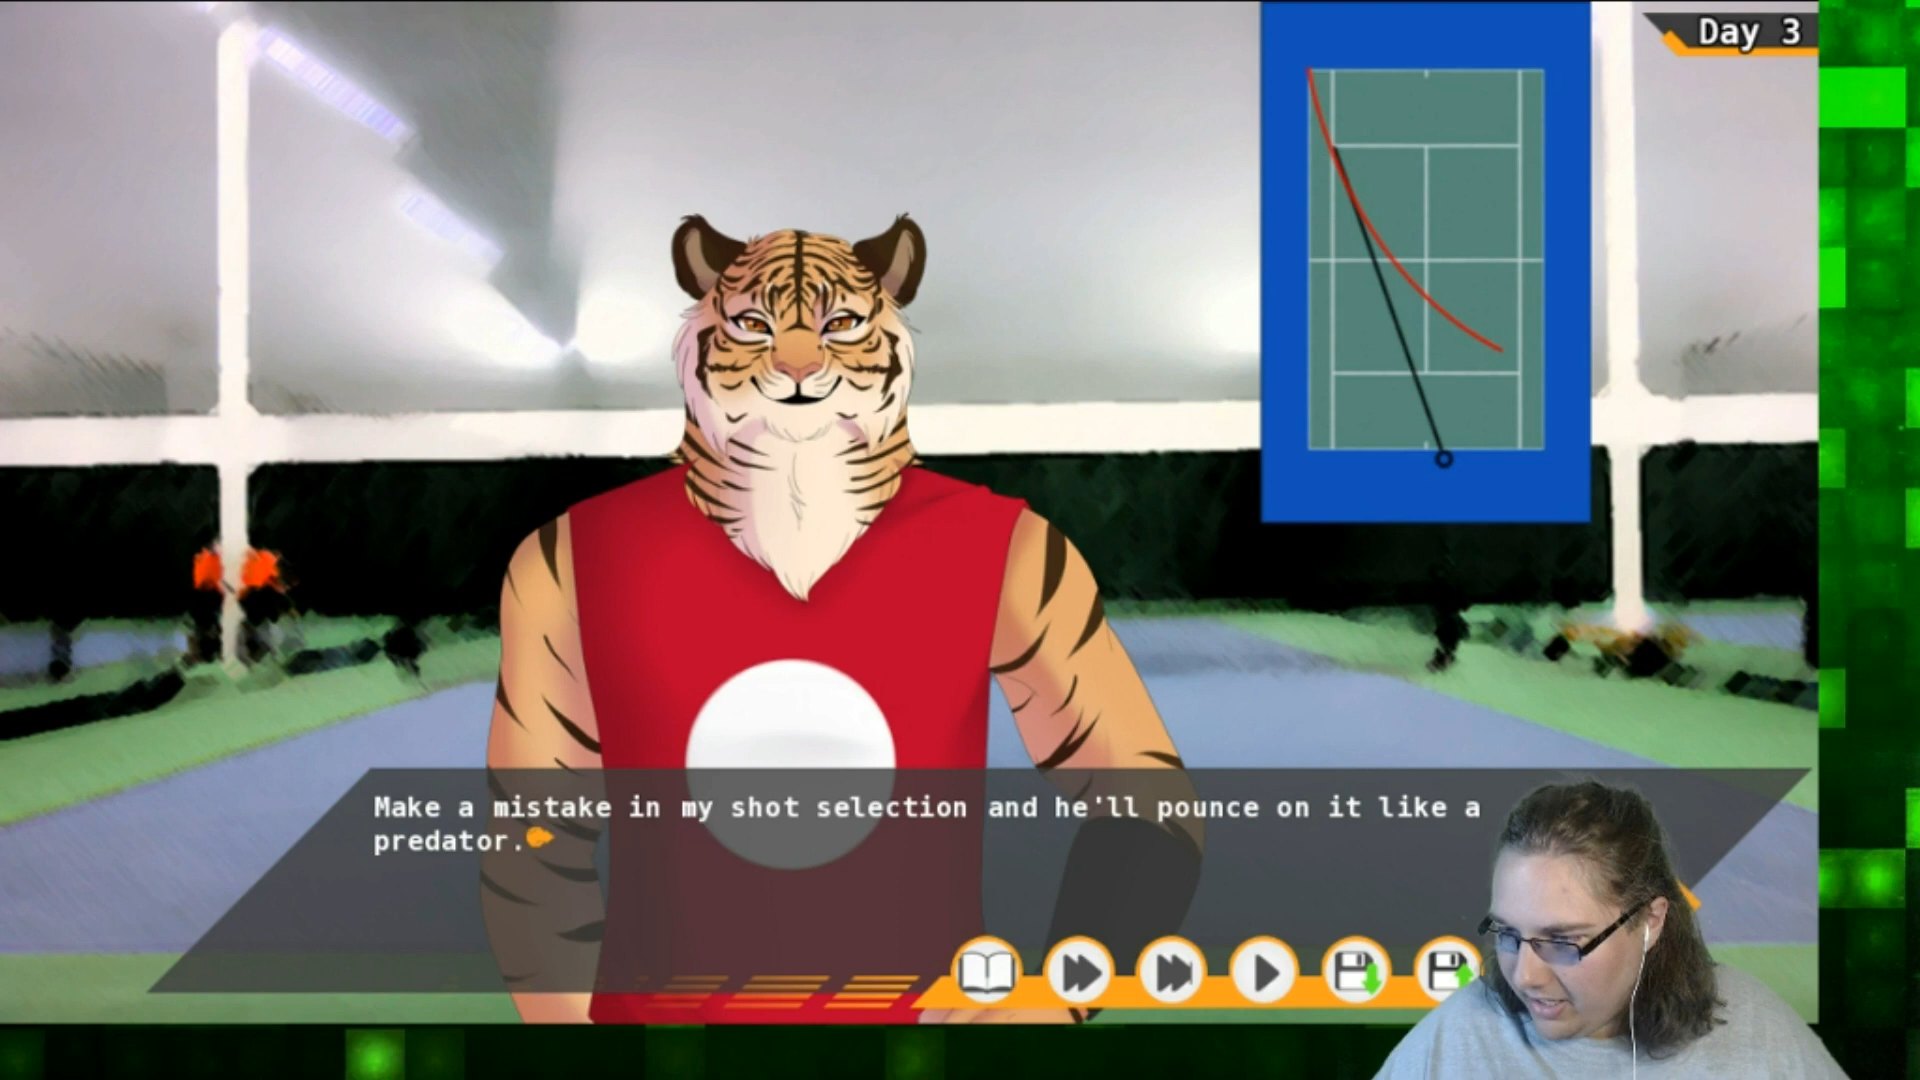 Day 3
Make a mistake in my shot selection and he'll pounce on it like a
predator.